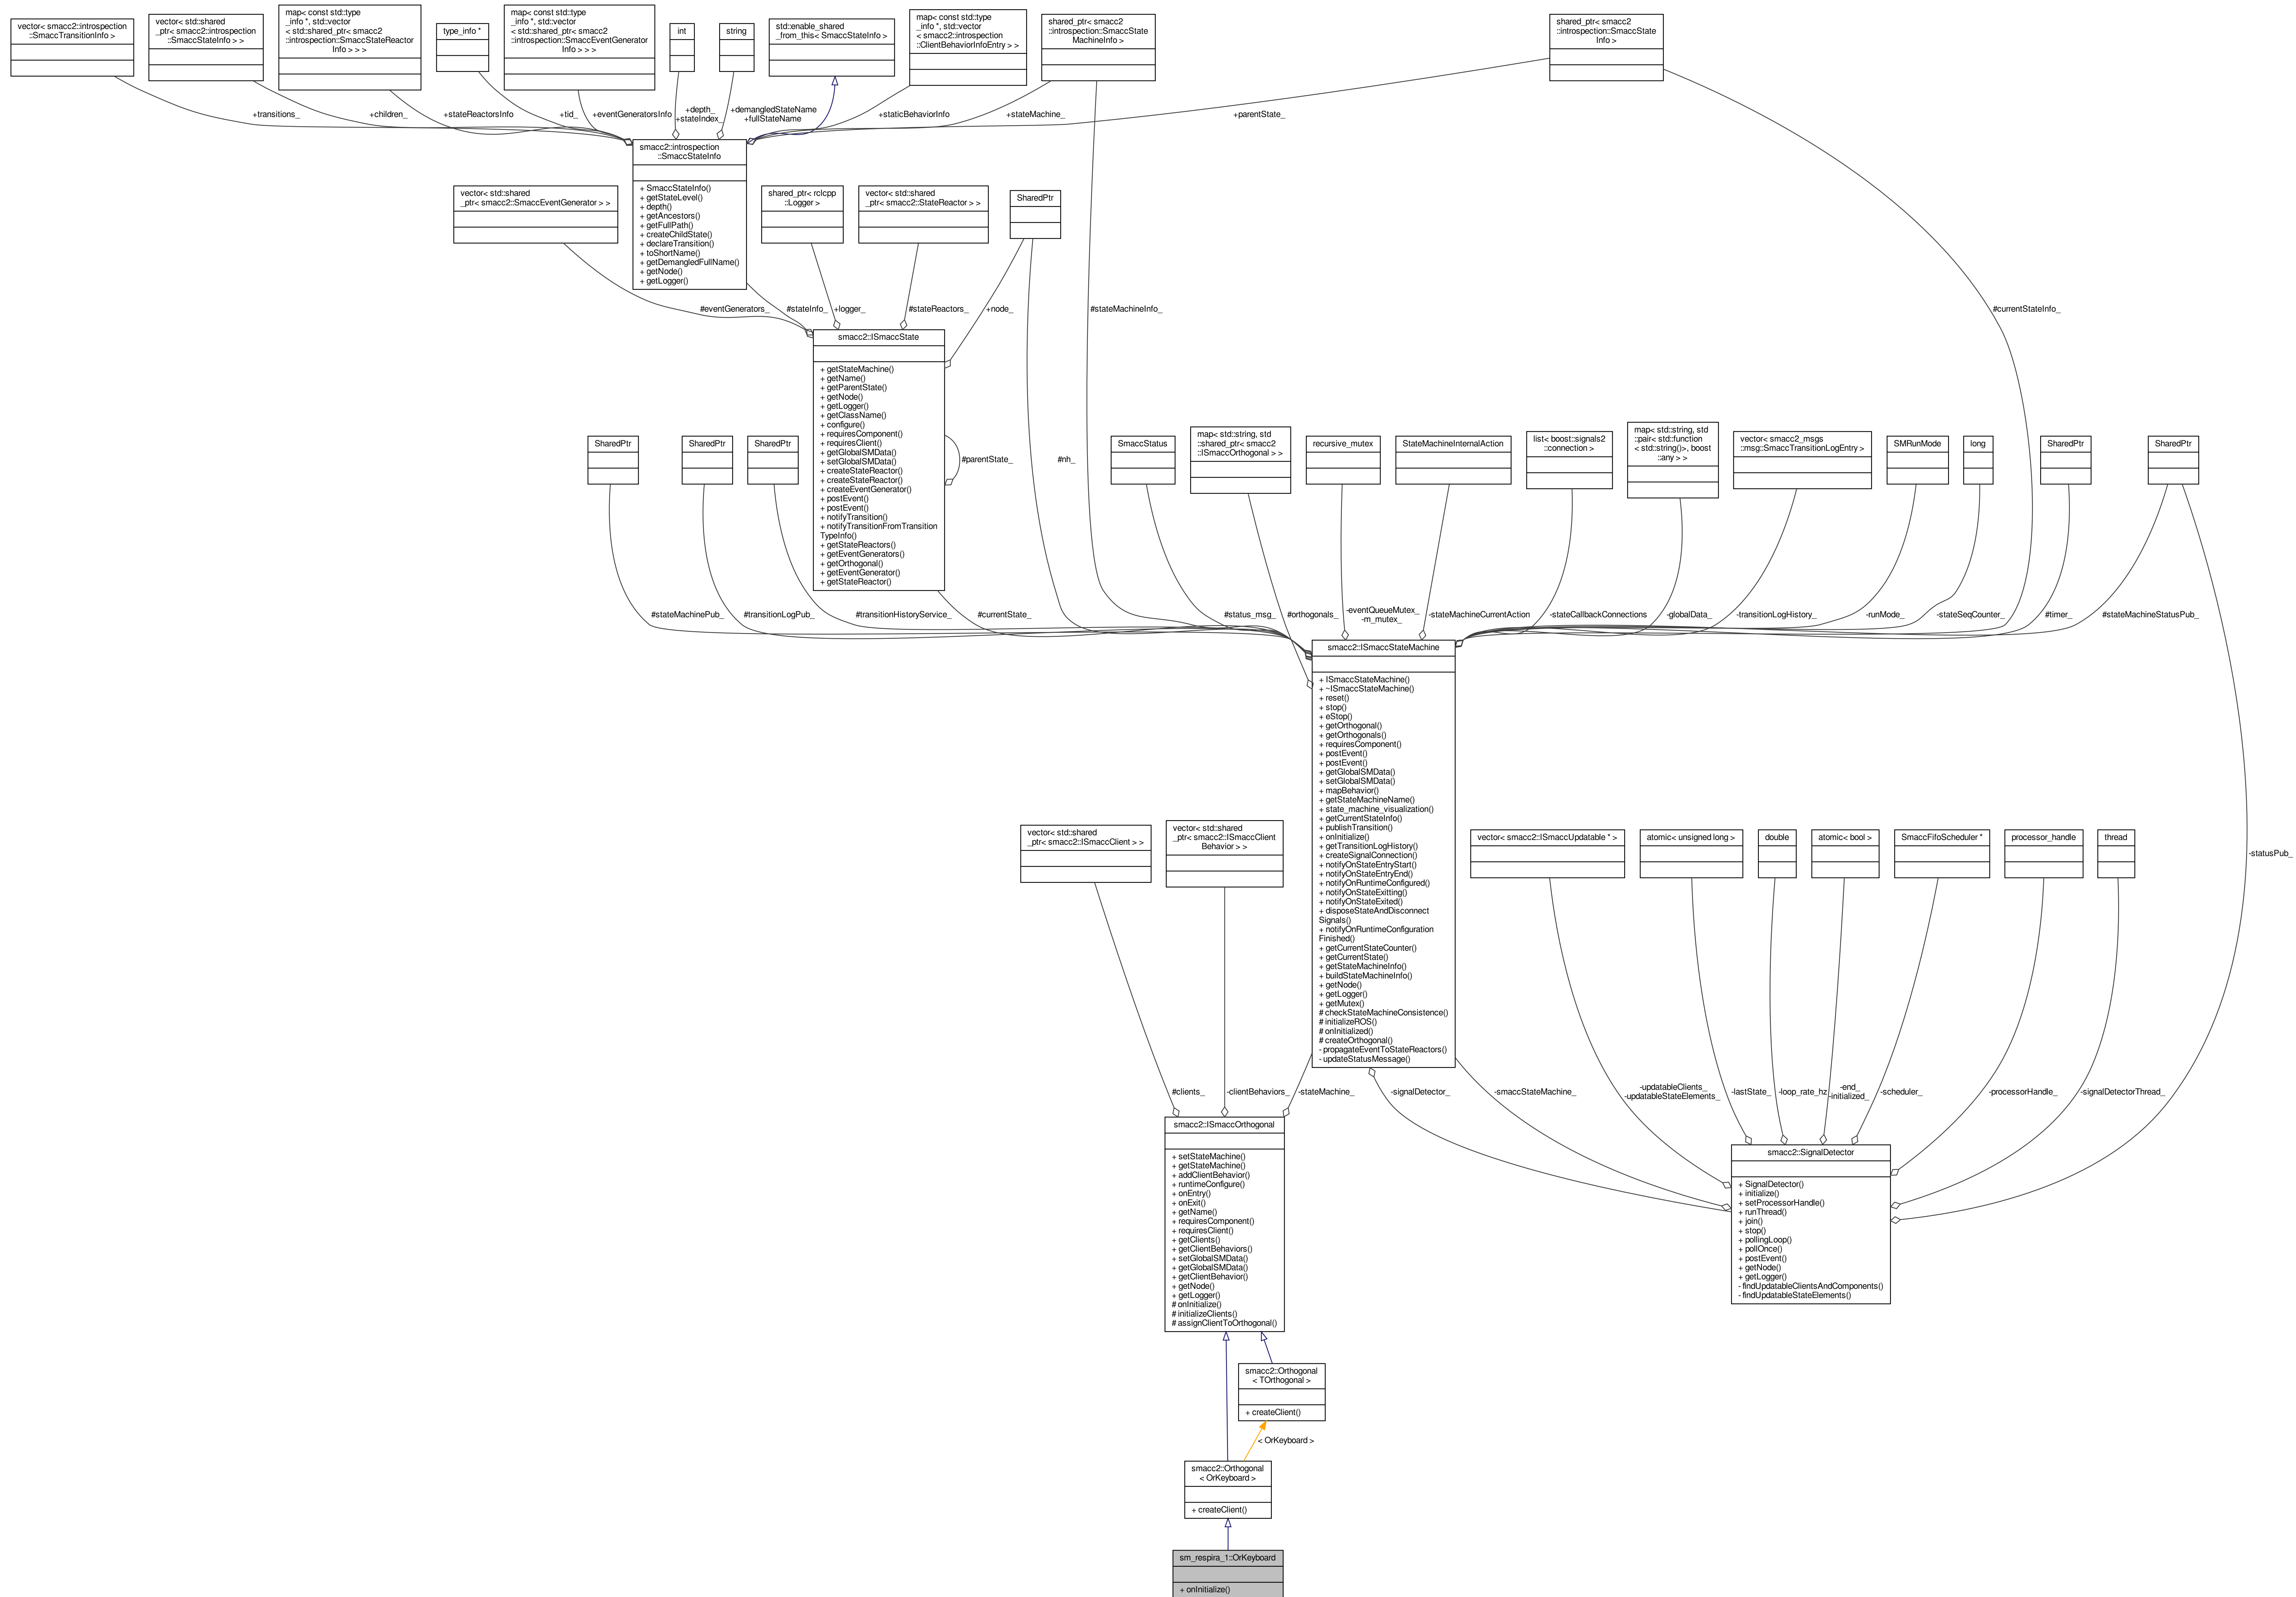 vector< smacc2::introspection
::SmaccTransitionInfo >
vector< std::shared
_ptr< smacc2::introspection
::SmaccStateInfo > >
map< const std::type
_info *, std::vector
< std::shared_ptr< smacc2
::introspection::SmaccStateReactor
Info > > >
type_info *
map< const std::type
_info *, std::vector
< std::shared_ptr< smacc2
::introspection::SmaccEventGenerator
Info > > >
int
string
std::enable_shared
_from_this< SmaccStateInfo >
map< const std::type
_info *, std::vector
< smacc2::introspection
::ClientBehaviorInfoEntry > >
shared_ptr< smacc2
::introspection::SmaccState
MachineInfo >
shared_ptr< smacc2
::introspection::SmaccState
Info >
+transitions_
+children_
+stateReactorsInfo
+tid_
+eventGeneratorsInfo
+depth_
+stateIndex_
+demangledStateName
+fullStateName
+staticBehaviorInfo
+stateMachine_
+parentState_
smacc2::introspection
::SmaccStateInfo
+ SmaccStateInfo()
+ getStateLevel()
+ depth()
+ getAncestors()
+ getFullPath()
+ createChildState()
+ declareTransition()
+ toShortName()
+ getDemangledFullName()
+ getNode()
+ getLogger()
vector< std::shared
_ptr< smacc2::SmaccEventGenerator > >
shared_ptr< rclcpp
::Logger >
vector< std::shared
_ptr< smacc2::StateReactor > >
SharedPtr
#eventGenerators_
#stateInfo_
+logger_
#stateReactors_
+node_
#stateMachineInfo_
#currentStateInfo_
smacc2::ISmaccState
+ getStateMachine()
+ getName()
+ getParentState()
+ getNode()
+ getLogger()
+ getClassName()
+ configure()
+ requiresComponent()
+ requiresClient()
+ getGlobalSMData()
+ setGlobalSMData()
+ createStateReactor()
+ createStateReactor()
+ createEventGenerator()
+ postEvent()
+ postEvent()
+ notifyTransition()
+ notifyTransitionFromTransition
TypeInfo()
+ getStateReactors()
+ getEventGenerators()
+ getOrthogonal()
+ getEventGenerator()
+ getStateReactor()
#parentState_
#nh_
SharedPtr
SharedPtr
SharedPtr
SmaccStatus
map< std::string, std
::shared_ptr< smacc2
::ISmaccOrthogonal > >
recursive_mutex
StateMachineInternalAction
list< boost::signals2
::connection >
map< std::string, std
::pair< std::function
< std::string()>, boost
::any > >
vector< smacc2_msgs
::msg::SmaccTransitionLogEntry >
SMRunMode
long
SharedPtr
SharedPtr
#stateMachinePub_
#transitionLogPub_
#transitionHistoryService_
#currentState_
#status_msg_
#orthogonals_
-eventQueueMutex_
-m_mutex_
-stateMachineCurrentAction
-stateCallbackConnections
-globalData_
-transitionLogHistory_
-runMode_
-stateSeqCounter_
#timer_
#stateMachineStatusPub_
smacc2::ISmaccStateMachine
+ ISmaccStateMachine()
+ ~ISmaccStateMachine()
+ reset()
+ stop()
+ eStop()
+ getOrthogonal()
+ getOrthogonals()
+ requiresComponent()
+ postEvent()
+ postEvent()
+ getGlobalSMData()
+ setGlobalSMData()
+ mapBehavior()
+ getStateMachineName()
+ state_machine_visualization()
+ getCurrentStateInfo()
+ publishTransition()
+ onInitialize()
+ getTransitionLogHistory()
+ createSignalConnection()
+ notifyOnStateEntryStart()
+ notifyOnStateEntryEnd()
+ notifyOnRuntimeConfigured()
+ notifyOnStateExitting()
+ notifyOnStateExited()
+ disposeStateAndDisconnect
Signals()
+ notifyOnRuntimeConfiguration
Finished()
+ getCurrentStateCounter()
+ getCurrentState()
+ getStateMachineInfo()
+ buildStateMachineInfo()
+ getNode()
+ getLogger()
+ getMutex()
# checkStateMachineConsistence()
# initializeROS()
# onInitialized()
# createOrthogonal()
- propagateEventToStateReactors()
- updateStatusMessage()
vector< std::shared
_ptr< smacc2::ISmaccClient > >
vector< std::shared
_ptr< smacc2::ISmaccClient
Behavior > >
vector< smacc2::ISmaccUpdatable * >
atomic< unsigned long >
double
atomic< bool >
SmaccFifoScheduler *
processor_handle
thread
-statusPub_
#clients_
-clientBehaviors_
-stateMachine_
-signalDetector_
-smaccStateMachine_
-updatableClients_
-updatableStateElements_
-lastState_
-loop_rate_hz
-end_
-initialized_
-scheduler_
-processorHandle_
-signalDetectorThread_
smacc2::ISmaccOrthogonal
+ setStateMachine()
+ getStateMachine()
+ addClientBehavior()
+ runtimeConfigure()
+ onEntry()
+ onExit()
+ getName()
+ requiresComponent()
+ requiresClient()
+ getClients()
+ getClientBehaviors()
+ setGlobalSMData()
+ getGlobalSMData()
+ getClientBehavior()
+ getNode()
+ getLogger()
# onInitialize()
# initializeClients()
# assignClientToOrthogonal()
smacc2::SignalDetector
+ SignalDetector()
+ initialize()
+ setProcessorHandle()
+ runThread()
+ join()
+ stop()
+ pollingLoop()
+ pollOnce()
+ postEvent()
+ getNode()
+ getLogger()
- findUpdatableClientsAndComponents()
- findUpdatableStateElements()
smacc2::Orthogonal
< TOrthogonal >
+ createClient()
< OrKeyboard >
smacc2::Orthogonal
< OrKeyboard >
+ createClient()
sm_respira_1::OrKeyboard
+ onInitialize()